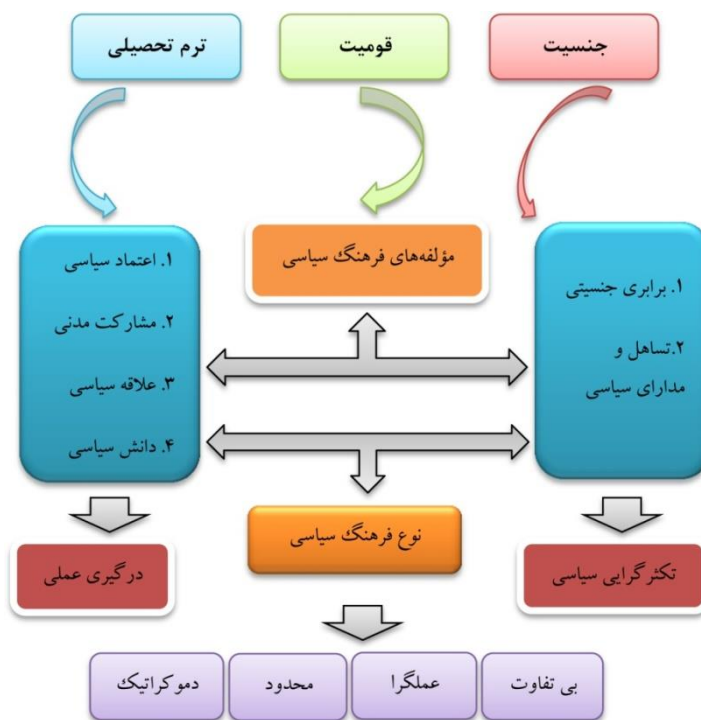 جنسیت
قومیت
ترم تحصیلی
مؤلفه‌های فرهنگ سیاسی
۱. برابری جنسیتی
۲.تساهل و
مدارای سیاسی
۱. اعتماد سیاسی
۲. مشارکت مدنی
۳. علاقه سیاسی
۴. دانش سیاسی
نوع فرهنگ سیاسی
تکثرگرایی سیاسی
درگیری عملی
بی تفاوت
عملگرا
محدود
دموکراتیک